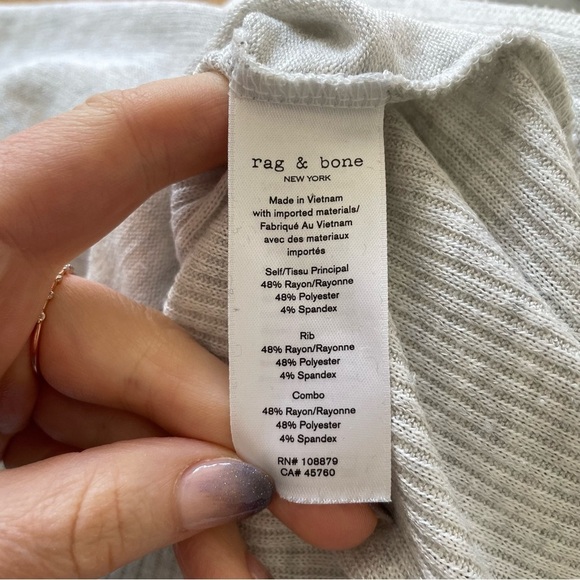 rag & bone
NEW YORK
Made in Vietnam
with imported materials/
Fabriqué Au Vietnam
avec des materiaux
importés
Self/Tissu Principal
48% Rayon/Rayonne
48% Polyester
4% Spandex
Rib
48% Rayon/Rayonne
48% Polyester
4% Spandex
Combo
48% Rayon/Rayonne
48% Polyester
4% Spandex
RN# 108879
CA# 45760